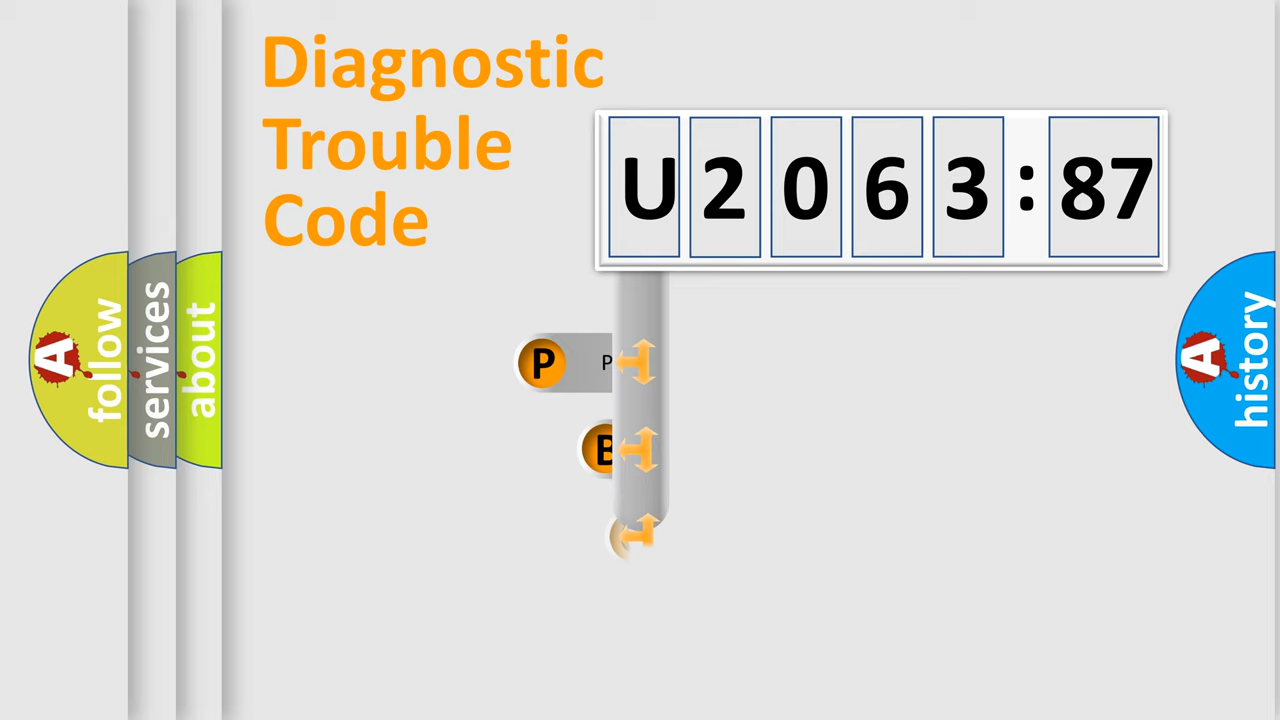 Diagnostic
Trouble
Code
U2063:87
P
P
B
A
follow
services
about
A
history